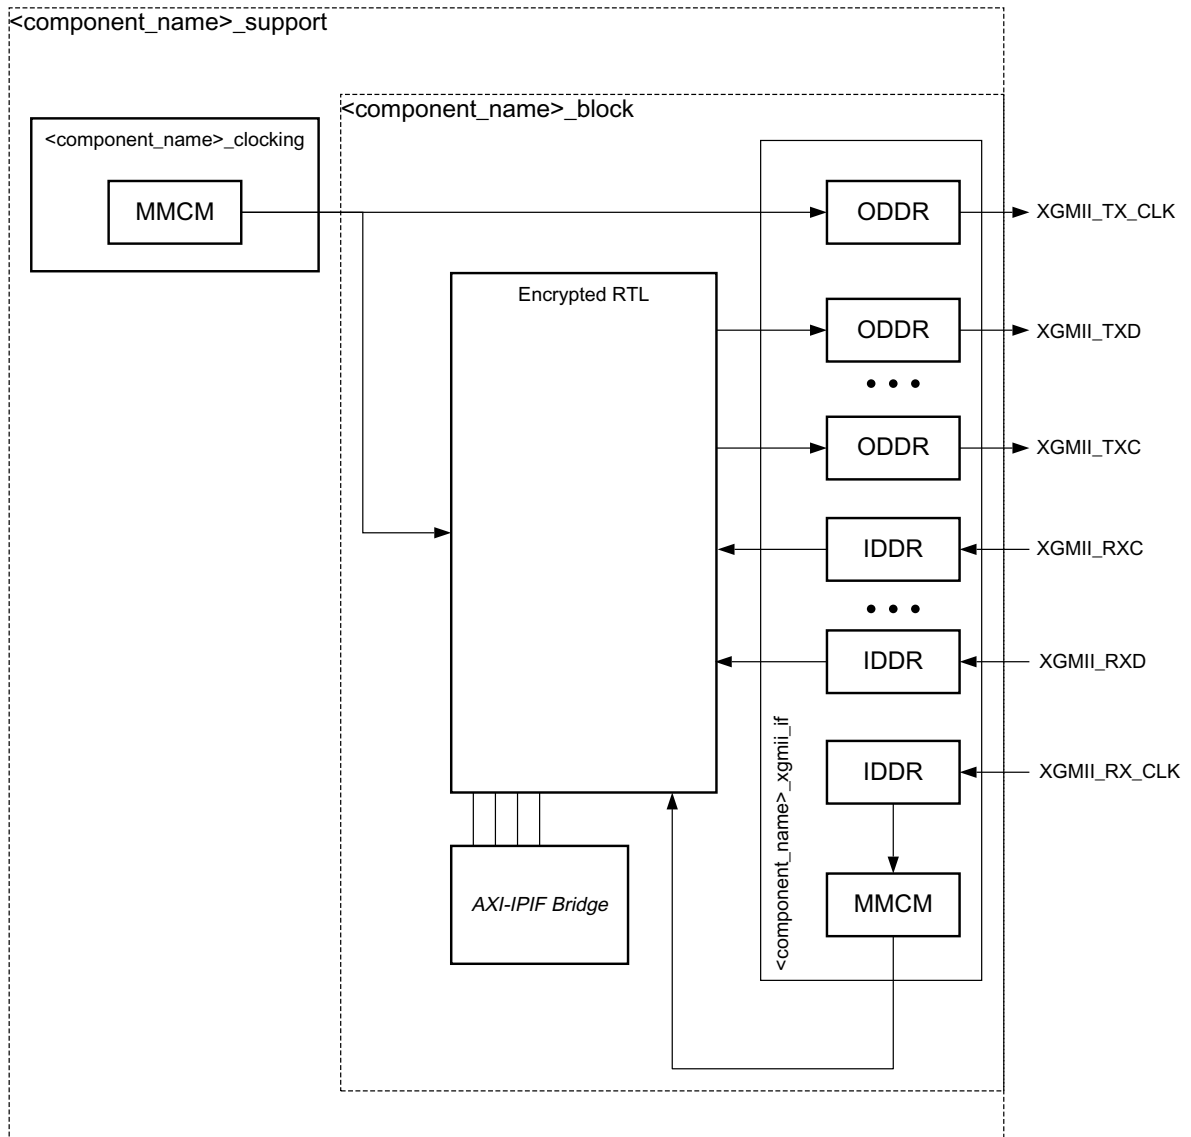 <component_name>_support
<component_name>_block
<component_name>_clocking
MMCM
ODDR
XGMII_TX_CLK
Encrypted RTL
ODDR
XGMII_TXD
ODDR
XGMII_TXC
IDDR
XGMII_RXC
IDDR
XGMII_RXD
<component_name>_xgmii_if
IDDR
XGMII_RX_CLK
MMCM
AXI-IPIF Bridge